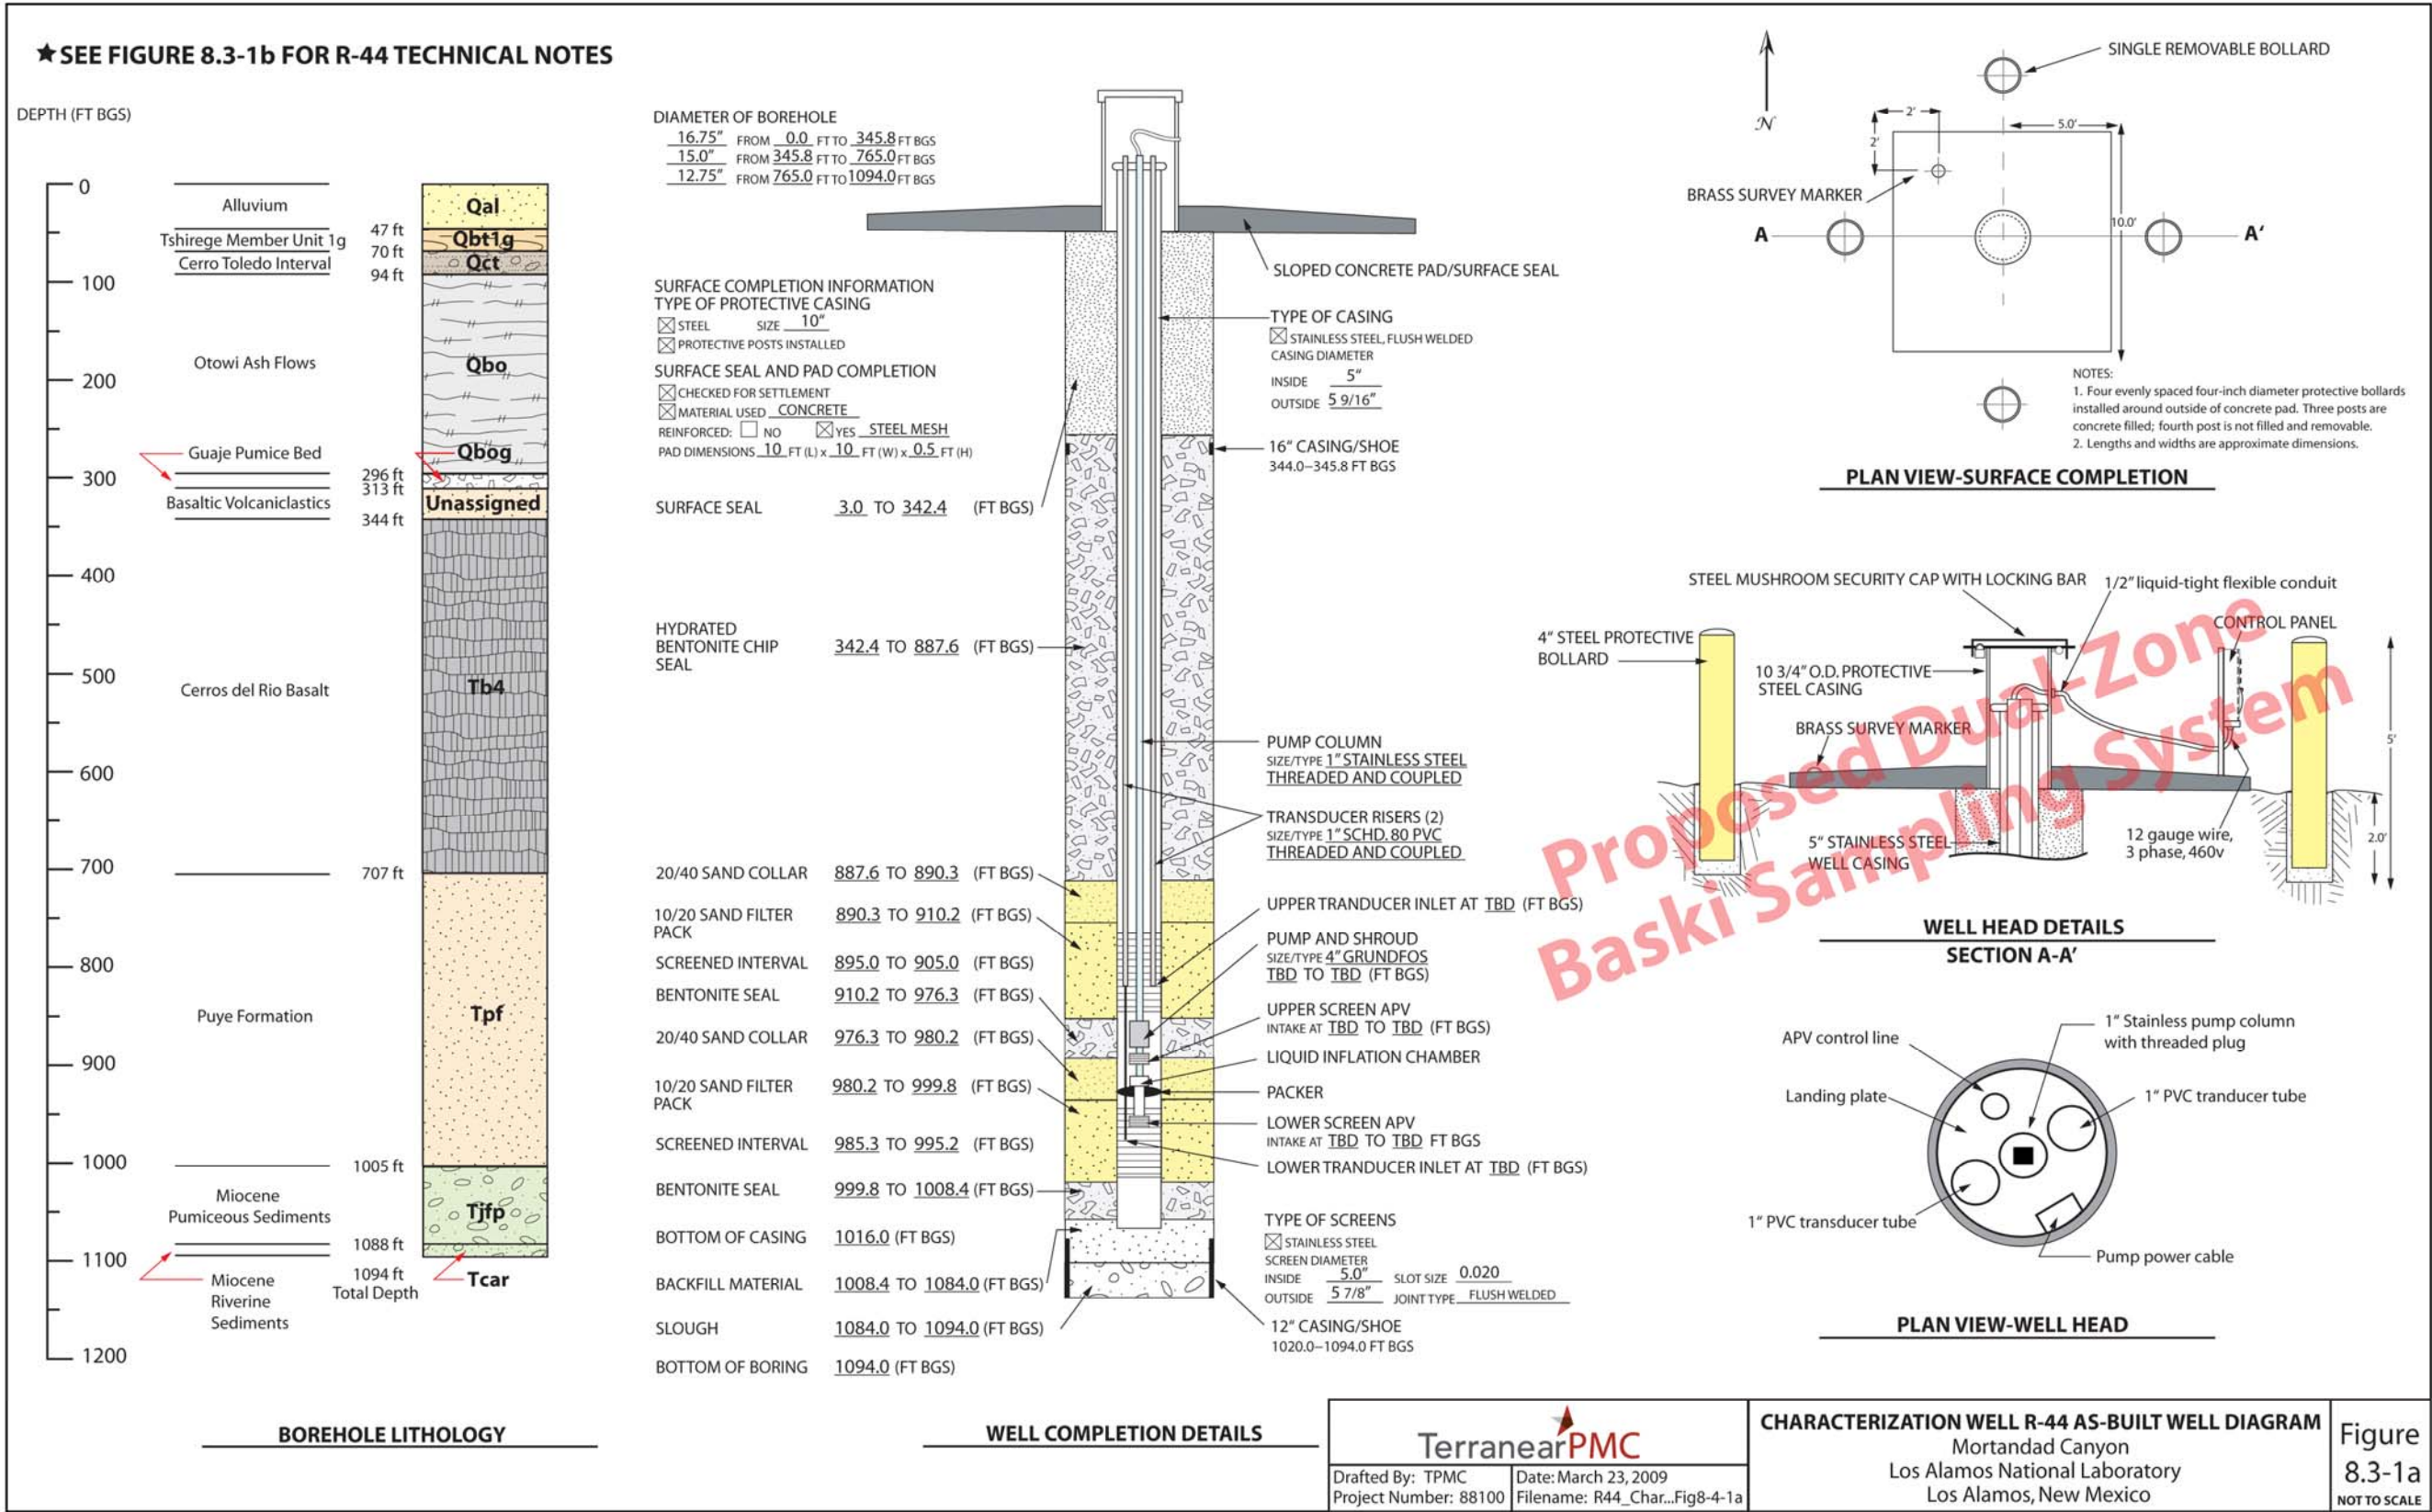 ★SEE FIGURE 8.3-1b FOR R-44 TECHNICAL NOTES
DEPTH (FT BGS)
0
100
200
300
400
500
600
700
800
900
1000
1100
1200
Alluvium
Tshirege Member Unit 1g
Cerro Toledo Interval
Otowi Ash Flows
Guaje Pumice Bed
Basaltic Volcaniclastics
Cerros del Rio Basalt
Puye Formation
Miocene
Pumiceous Sediments
Miocene
Riverine
Sediments
47 ft
70 ft
94 ft
296 ft
313 ft
344 ft
707 ft
1005 ft
1088 ft
1094 ft
Total Depth
Qal
Qbt1g
Qct
Qbo
Qbog
Unassigned
Tb4
Tpf
Tjfp
Tcar
BOREHOLE LITHOLOGY
DIAMETER OF BOREHOLE
16.75" FROM 0.0 FT TO 345.8 FT BGS
15.0" FROM 345.8 FT TO 765.0 FT BGS
12.75" FROM 765.0 FT TO 1094.0 FT BGS
SURFACE COMPLETION INFORMATION
TYPE OF PROTECTIVE CASING
☒ STEEL SIZE 10"
☒ PROTECTIVE POSTS INSTALLED
SURFACE SEAL AND PAD COMPLETION
☒ CHECKED FOR SETTLEMENT
☒ MATERIAL USED CONCRETE
REINFORCED: ☐ NO ☒ YES STEEL MESH
PAD DIMENSIONS 10 FT (L) x 10 FT (W) x 0.5 FT (H)
SURFACE SEAL 3.0 TO 342.4 (FT BGS)
HYDRATED
BENTONITE CHIP 342.4 TO 887.6 (FT BGS)
SEAL
20/40 SAND COLLAR 887.6 TO 890.3 (FT BGS)
10/20 SAND FILTER 890.3 TO 910.2 (FT BGS)
PACK
SCREENED INTERVAL 895.0 TO 905.0 (FT BGS)
BENTONITE SEAL 910.2 TO 976.3 (FT BGS)
20/40 SAND COLLAR 976.3 TO 980.2 (FT BGS)
10/20 SAND FILTER 980.2 TO 999.8 (FT BGS)
PACK
SCREENED INTERVAL 985.3 TO 995.2 (FT BGS)
BENTONITE SEAL 999.8 TO 1008.4 (FT BGS)
BOTTOM OF CASING 1016.0 (FT BGS)
BACKFILL MATERIAL 1008.4 TO 1084.0 (FT BGS)
SLOUGH 1084.0 TO 1094.0 (FT BGS)
BOTTOM OF BORING 1094.0 (FT BGS)
SLOPED CONCRETE PAD/SURFACE SEAL
TYPE OF CASING
☒ STAINLESS STEEL, FLUSH WELDED
CASING DIAMETER
INSIDE 5"
OUTSIDE 5 9/16"
16" CASING/SHOE
344.0–345.8 FT BGS
PUMP COLUMN
SIZE/TYPE 1" STAINLESS STEEL
THREADED AND COUPLED
TRANSDUCER RISERS (2)
SIZE/TYPE 1" SCHD. 80 PVC
THREADED AND COUPLED
UPPER TRANDUCER INLET AT TBD (FT BGS)
PUMP AND SHROUD
SIZE/TYPE 4" GRUNDFOS
TBD TO TBD (FT BGS)
UPPER SCREEN APV
INTAKE AT TBD TO TBD (FT BGS)
LIQUID INFLATION CHAMBER
PACKER
LOWER SCREEN APV
INTAKE AT TBD TO TBD FT BGS
LOWER TRANDUCER INLET AT TBD (FT BGS)
TYPE OF SCREENS
☒ STAINLESS STEEL
SCREEN DIAMETER
INSIDE 5.0" SLOT SIZE 0.020
OUTSIDE 5 7/8" JOINT TYPE FLUSH WELDED
12" CASING/SHOE
1020.0–1094.0 FT BGS
WELL COMPLETION DETAILS
N
SINGLE REMOVABLE BOLLARD
2'
5.0'
2'
BRASS SURVEY MARKER
10.0'
A
A'
NOTES:
1. Four evenly spaced four-inch diameter protective bollards
installed around outside of concrete pad. Three posts are
concrete filled; fourth post is not filled and removable.
2. Lengths and widths are approximate dimensions.
PLAN VIEW-SURFACE COMPLETION
STEEL MUSHROOM SECURITY CAP WITH LOCKING BAR
1/2" liquid-tight flexible conduit
CONTROL PANEL
4" STEEL PROTECTIVE
BOLLARD
10 3/4" O.D. PROTECTIVE
STEEL CASING
BRASS SURVEY MARKER
5'
2.0'
5" STAINLESS STEEL
WELL CASING
12 gauge wire,
3 phase, 460v
Proposed Dual-Zone
Baski Sampling System
WELL HEAD DETAILS
SECTION A-A'
APV control line
1" Stainless pump column
with threaded plug
Landing plate
1" PVC tranducer tube
1" PVC transducer tube
Pump power cable
PLAN VIEW-WELL HEAD
TerranearPMC
Drafted By: TPMC
Project Number: 88100
Date: March 23, 2009
Filename: R44_Char...Fig8-4-1a
CHARACTERIZATION WELL R-44 AS-BUILT WELL DIAGRAM
Mortandad Canyon
Los Alamos National Laboratory
Los Alamos, New Mexico
Figure
8.3-1a
NOT TO SCALE